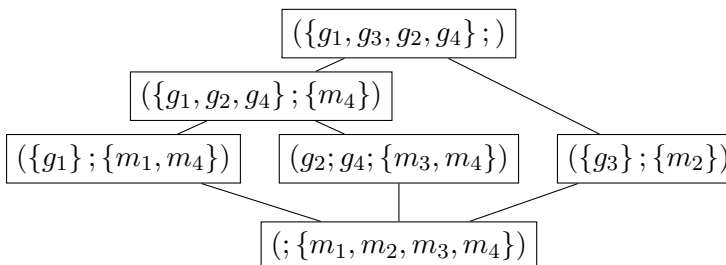 ({g₁, g₃, g₂, g₄} ; )
({g₁, g₂, g₄} ; {m₄})
({g₁} ; {m₁, m₄})
(g₂; g₄; {m₃, m₄})
({g₃} ; {m₂})
(; {m₁, m₂, m₃, m₄})